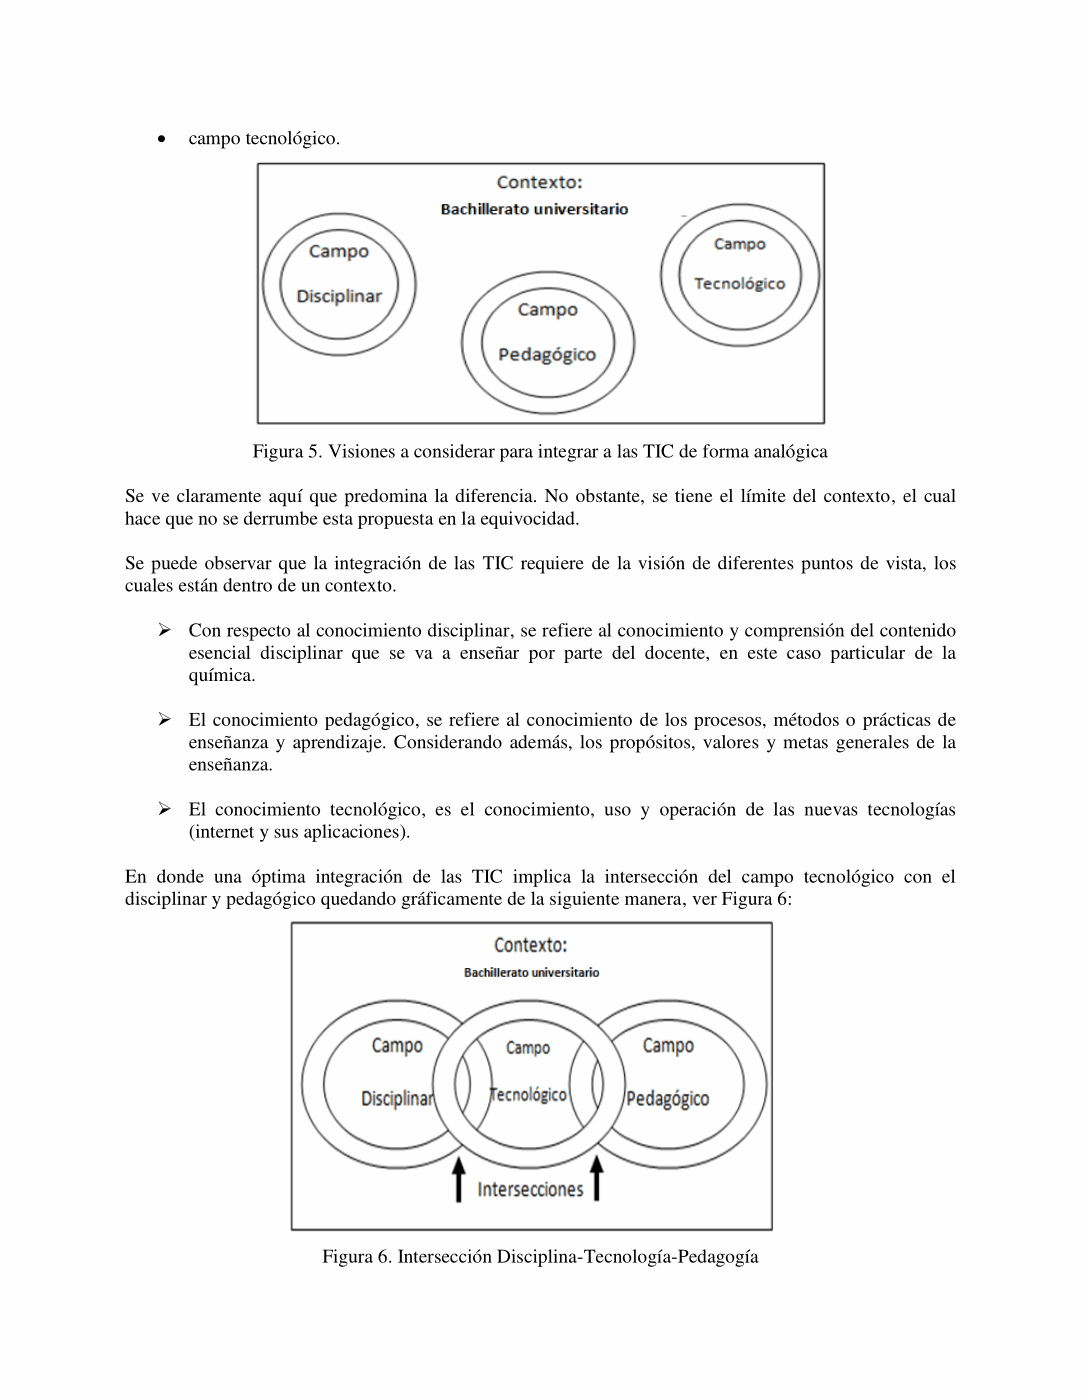 • campo tecnológico.
Contexto:
Bachillerato universitario
Campo
Disciplinar
Campo
Pedagógico
Campo
Tecnológico
Figura 5. Visiones a considerar para integrar a las TIC de forma analógica
Se ve claramente aquí que predomina la diferencia. No obstante, se tiene el límite del contexto, el cual
hace que no se derrumbe esta propuesta en la equivocidad.
Se puede observar que la integración de las TIC requiere de la visión de diferentes puntos de vista, los
cuales están dentro de un contexto.
➢ Con respecto al conocimiento disciplinar, se refiere al conocimiento y comprensión del contenido
esencial disciplinar que se va a enseñar por parte del docente, en este caso particular de la
química.
➢ El conocimiento pedagógico, se refiere al conocimiento de los procesos, métodos o prácticas de
enseñanza y aprendizaje. Considerando además, los propósitos, valores y metas generales de la
enseñanza.
➢ El conocimiento tecnológico, es el conocimiento, uso y operación de las nuevas tecnologías
(internet y sus aplicaciones).
En donde una óptima integración de las TIC implica la intersección del campo tecnológico con el
disciplinar y pedagógico quedando gráficamente de la siguiente manera, ver Figura 6:
Contexto:
Bachillerato universitario
Campo
Disciplinar
Campo
Tecnológico
Campo
Pedagógico
Intersecciones
Figura 6. Intersección Disciplina-Tecnología-Pedagogía